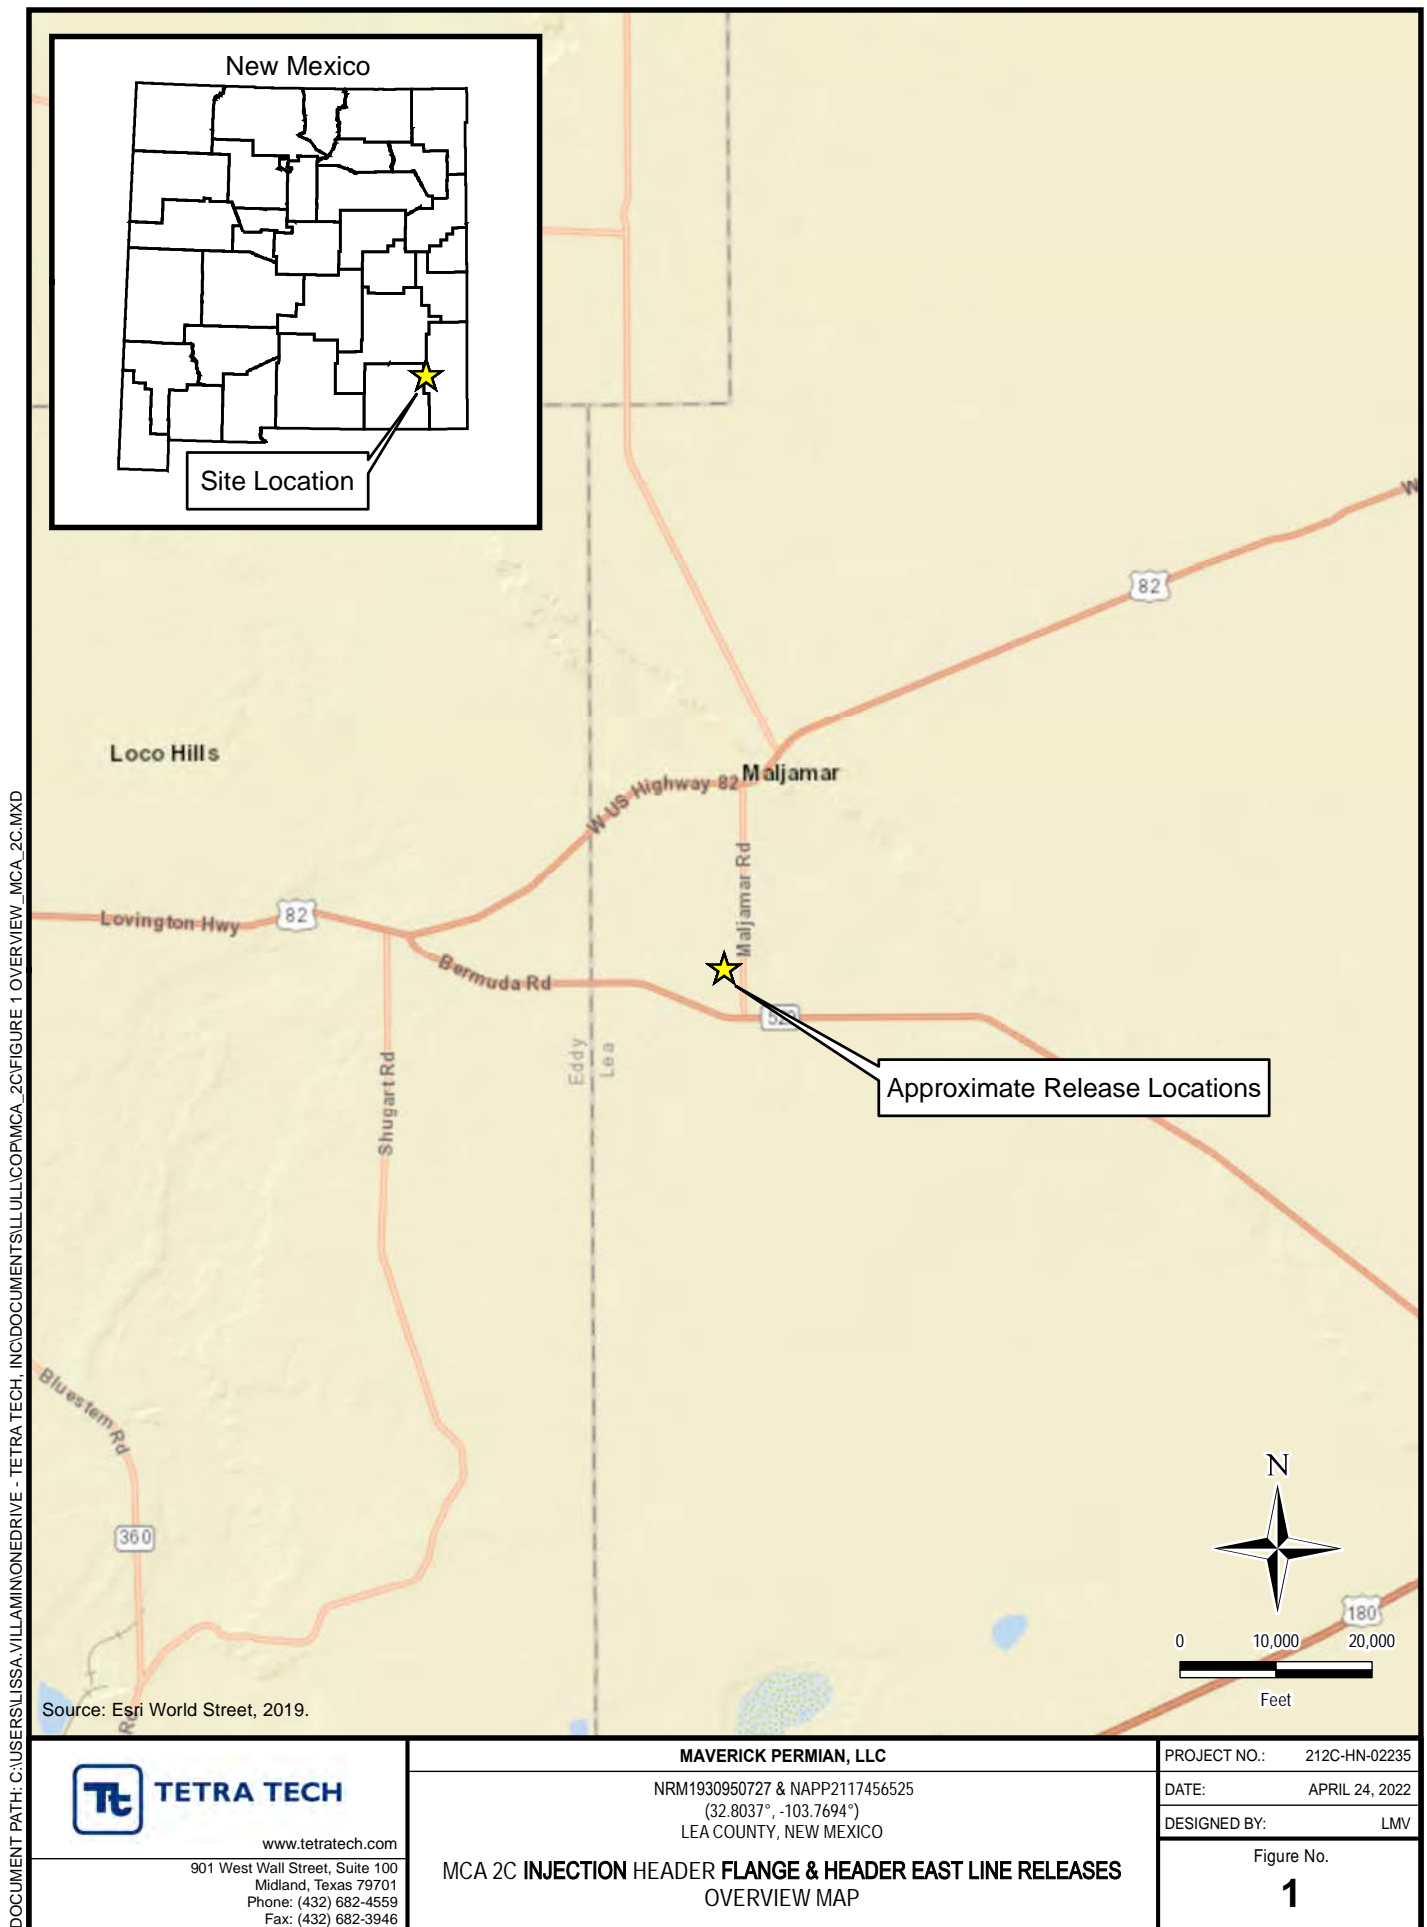 New Mexico
Site Location
W
82
Loco Hills
Maljamar
W US Highway 82
Maljamar Rd
Lovington Hwy
82
Bermuda Rd
529
Shugart Rd
Eddy
Lea
Approximate Release Locations
Bluestem Rd
360
N
180
0 10,000 20,000
Feet
Rd
Source: Esri World Street, 2019.
DOCUMENT PATH: C:\USERS\LISSA.VILLAMIN\ONEDRIVE - TETRA TECH, INC\DOCUMENTS\LLULL\COP\MCA_2C\FIGURE 1 OVERVIEW_MCA_2C.MXD
Tt TETRA TECH
www.tetratech.com
901 West Wall Street, Suite 100
Midland, Texas 79701
Phone: (432) 682-4559
Fax: (432) 682-3946
MAVERICK PERMIAN, LLC
NRM1930950727 & NAPP2117456525
(32.8037°, -103.7694°)
LEA COUNTY, NEW MEXICO
MCA 2C INJECTION HEADER FLANGE & HEADER EAST LINE RELEASES
OVERVIEW MAP
PROJECT NO.: 212C-HN-02235
DATE: APRIL 24, 2022
DESIGNED BY: LMV
Figure No.
1